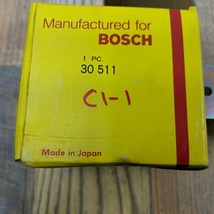 Manufactured for
BOSCH
1 PC.
30 511
C1-1
Made in Japan